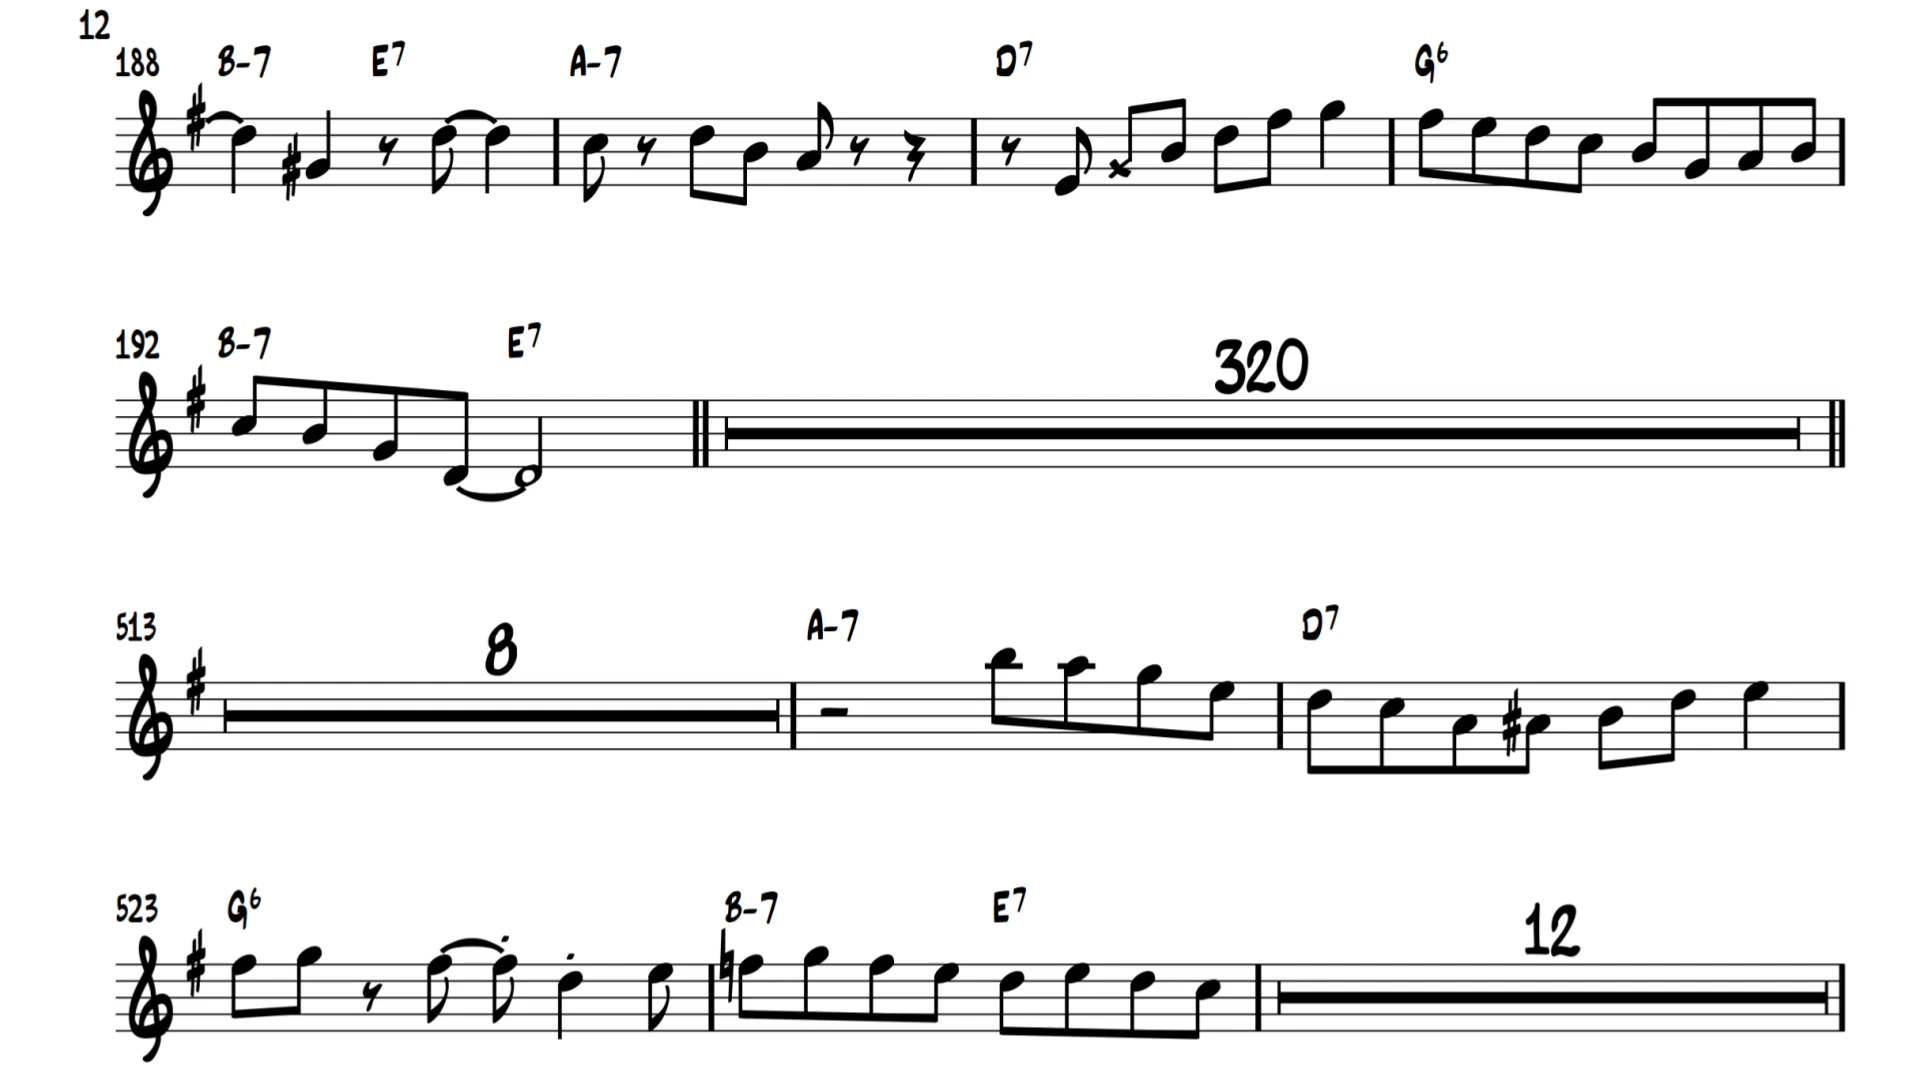 12
188 B-7 E7 A-7 D7 G6
192 B-7 E7 320
513 8 A-7 D7
523 G6 B-7 E7 12